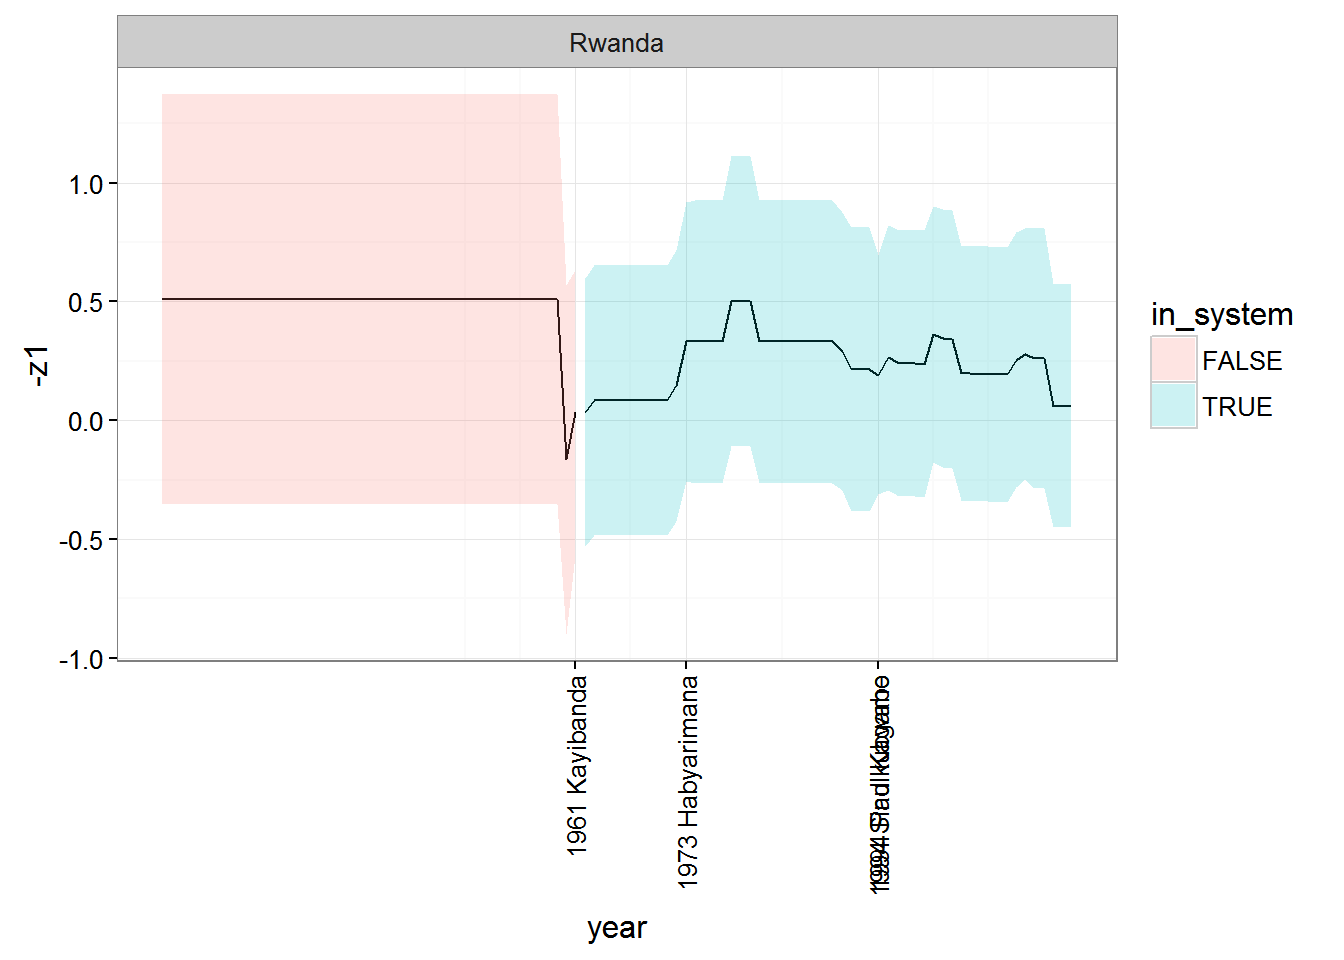 Rwanda
1.0
0.5
0.0
-0.5
-1.0
-z1
in_system
FALSE
TRUE
1961 Kayibanda
1973 Habyarimana
1994
year